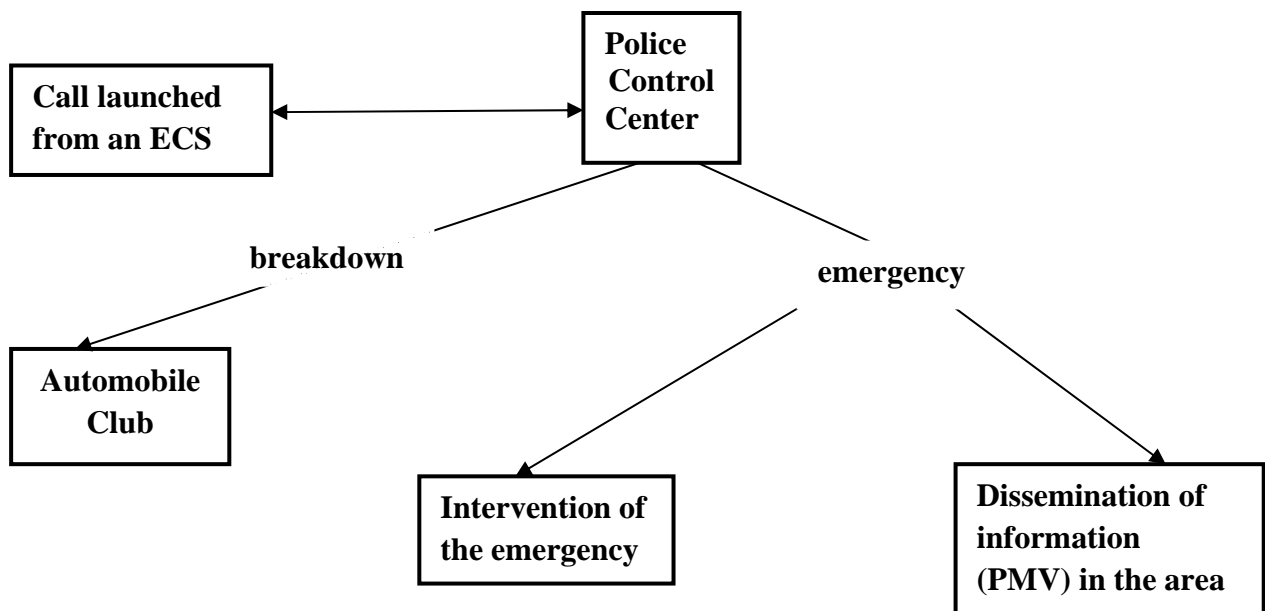 Police
Control
Center
Call launched
from an ECS
breakdown
emergency
Automobile
Club
Intervention of
the emergency
Dissemination of
information
(PMV) in the area